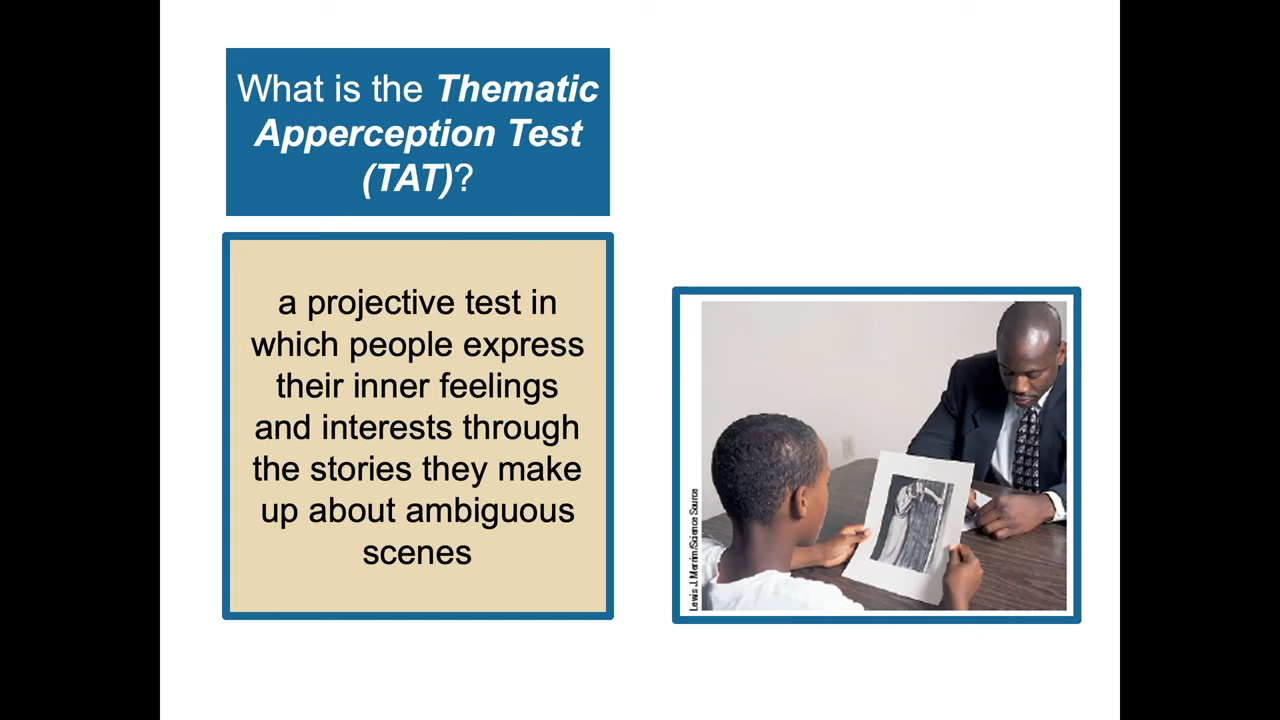 What is the Thematic
Apperception Test
(TAT)?
a projective test in
which people express
their inner feelings
and interests through
the stories they make
up about ambiguous
scenes
Lewis J. Merrim/Science Source